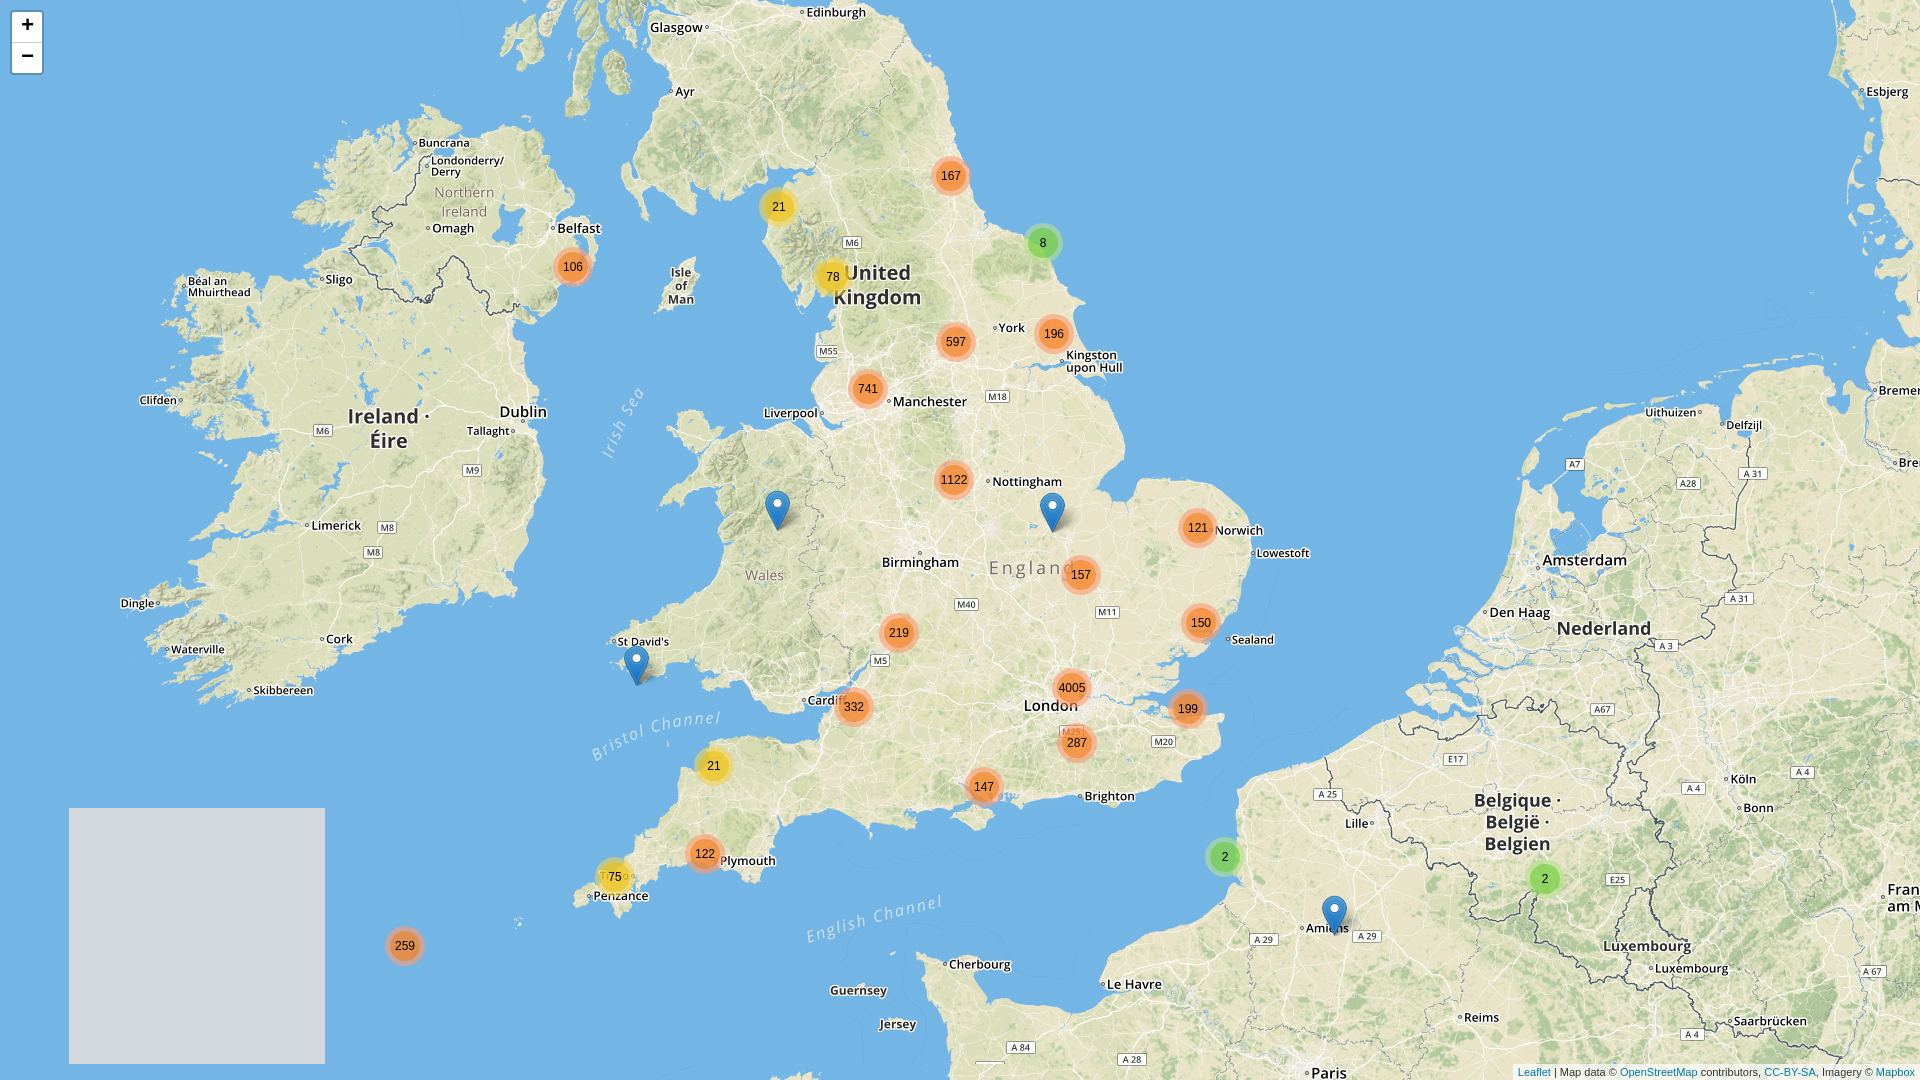 +
−
Edinburgh
Glasgow
Ayr
Esbjerg
Buncrana
Londonderry/
Derry
167
Northern
Ireland
21
Omagh
Belfast
8
M6
106
78
United
Kingdom
Isle
of
Man
Sligo
Béal an
Mhuirthead
York
196
597
M55
Kingston
upon Hull
741
Manchester
M18
Liverpool
Clifden
Irish Sea
Ireland ·
Éire
Dublin
Tallaght
M6
M9
Uithuizen
Delfzijl
Bremer
A7
A 31
A28
Bre
1122
Nottingham
Limerick
M8
M8
121
Norwich
Lowestoft
Birmingham
England
Wales
157
Amsterdam
Dingle
M40
M11
Den Haag
A 31
Nederland
219
150
Sealand
Cork
Waterville
St David's
M5
A 3
Skibbereen
4005
London
Cardiff
332
199
A67
Bristol Channel
M25
287
M20
E17
21
147
Brighton
A 25
Köln
A 4
A 4
Bonn
Belgique ·
België ·
Belgien
Lille
122
Plymouth
2
75
Penzance
2
E25
Fran
am M
English Channel
Amiens
A 29
A 29
259
Luxembourg
Luxembourg
A 67
Cherbourg
Le Havre
Guernsey
Jersey
Reims
Saarbrücken
A 4
A 84
A 28
Paris
Leaflet | Map data © OpenStreetMap contributors, CC-BY-SA, Imagery © Mapbox